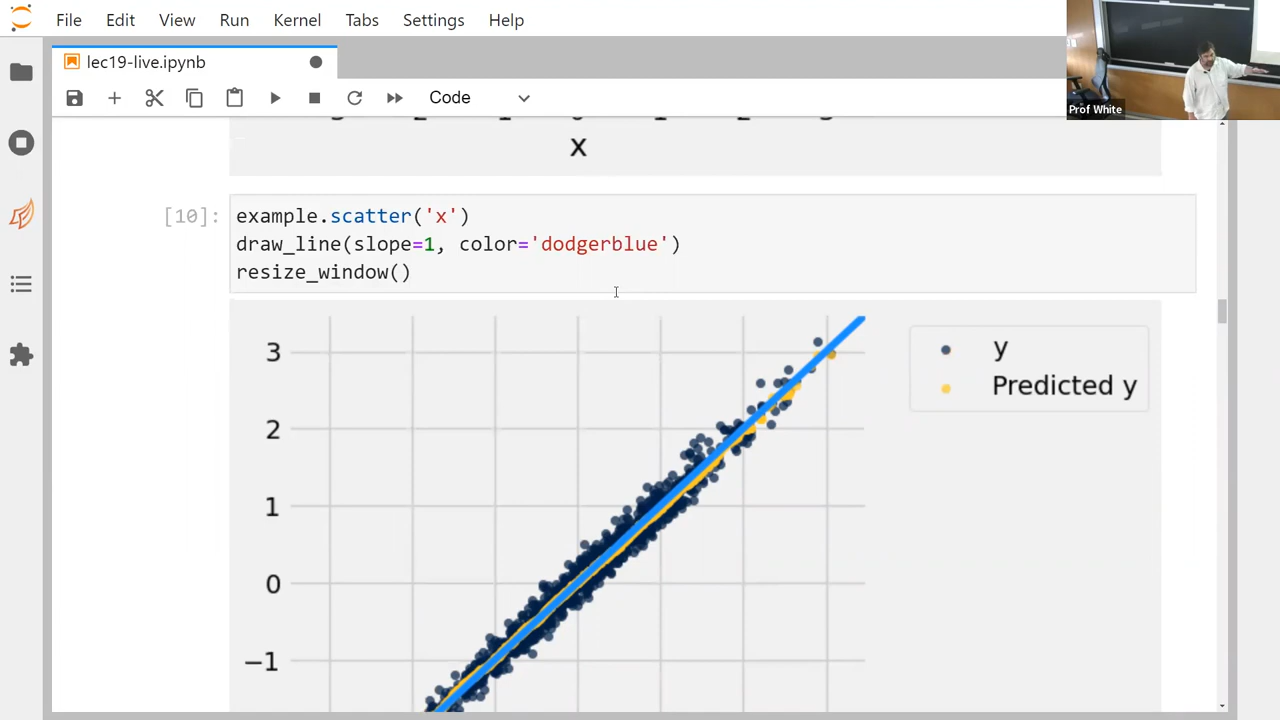 File Edit View Run Kernel Tabs Settings Help
lec19-live.ipynb
Code
Prof White
x
[10]:
example.scatter('x')
draw_line(slope=1, color='dodgerblue')
resize_window()
3
2
1
0
−1
y
Predicted y